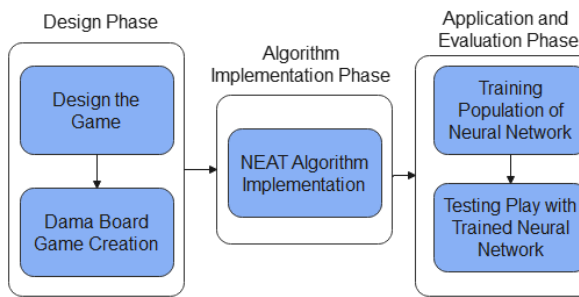 Design Phase
Design the
Game
Dama Board
Game Creation
Algorithm
Implementation Phase
NEAT Algorithm
Implementation
Application and
Evaluation Phase
Training
Population of
Neural Network
Testing Play with
Trained Neural
Network